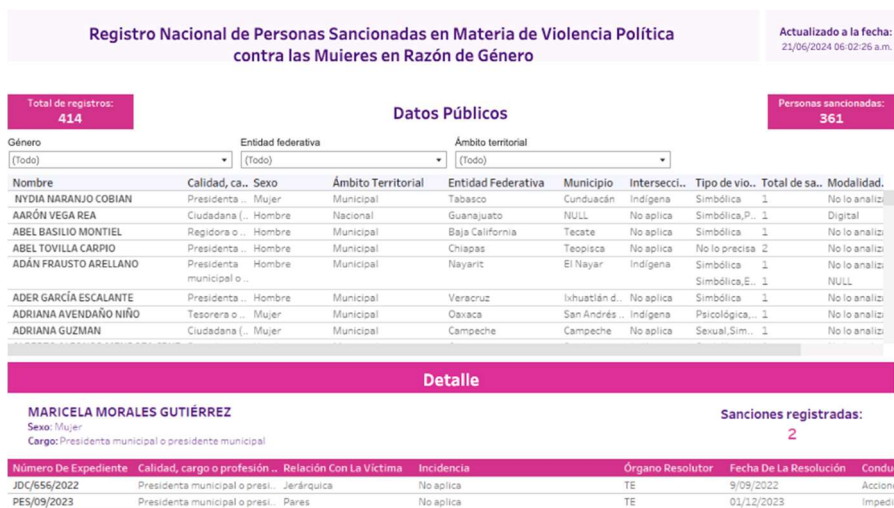 Registro Nacional de Personas Sancionadas en Materia de Violencia Política
contra las Mujeres en Razón de Género
Actualizado a la fecha:
21/06/2024 06:02:26 a.m.
Total de registros:
414
Datos Públicos
Personas sancionadas:
361
Género Entidad federativa Ámbito territorial
(Todo) (Todo) (Todo)
Nombre Calidad, ca.. Sexo Ámbito Territorial Entidad Federativa Municipio Intersecci.. Tipo de vio.. Total de sa.. Modalidad.
NYDIA NARANJO COBIAN Presidenta .. Mujer Municipal Tabasco Cunduacán Indígena Simbólica 1 No lo analiz
AARÓN VEGA REA Ciudadana (.. Hombre Nacional Guanajuato NULL No aplica Simbólica,P.. 1 Digital
ABEL BASILIO MONTIEL Regidora o .. Hombre Municipal Baja California Tecate No aplica Simbólica 1 No lo analiz
ABEL TOVILLA CARPIO Presidenta .. Hombre Municipal Chiapas Teopisca No aplica No lo precisa 2 No lo analiz
ADÁN FRAUSTO ARELLANO Presidenta Hombre Municipal Nayarit El Nayar Indígena Simbólica 1 No lo analiz
municipal o .. Simbólica,E.. 1 NULL
ADER GARCÍA ESCALANTE Presidenta .. Hombre Municipal Veracruz Ixhuatlán d.. No aplica Simbólica 1 No lo analiz
ADRIANA AVENDAÑO NIÑO Tesorera o .. Mujer Municipal Oaxaca San Andrés .. Indígena Psicológica,.. 1 No lo analiz
ADRIANA GUZMAN Ciudadana (.. Mujer Municipal Campeche Campeche No aplica Sexual,Sim.. 1 No lo analiz
Detalle
MARICELA MORALES GUTIÉRREZ
Sexo: Mujer
Cargo: Presidenta municipal o presidente municipal
Sanciones registradas:
2
Número De Expediente Calidad, cargo o profesión .. Relación Con La Víctima Incidencia Órgano Resolutor Fecha De La Resolución Condu
JDC/656/2022 Presidenta municipal o presi.. Jerárquica No aplica TE 9/09/2022 Accion
PES/09/2023 Presidenta municipal o presi.. Pares No aplica TE 01/12/2023 Impedi